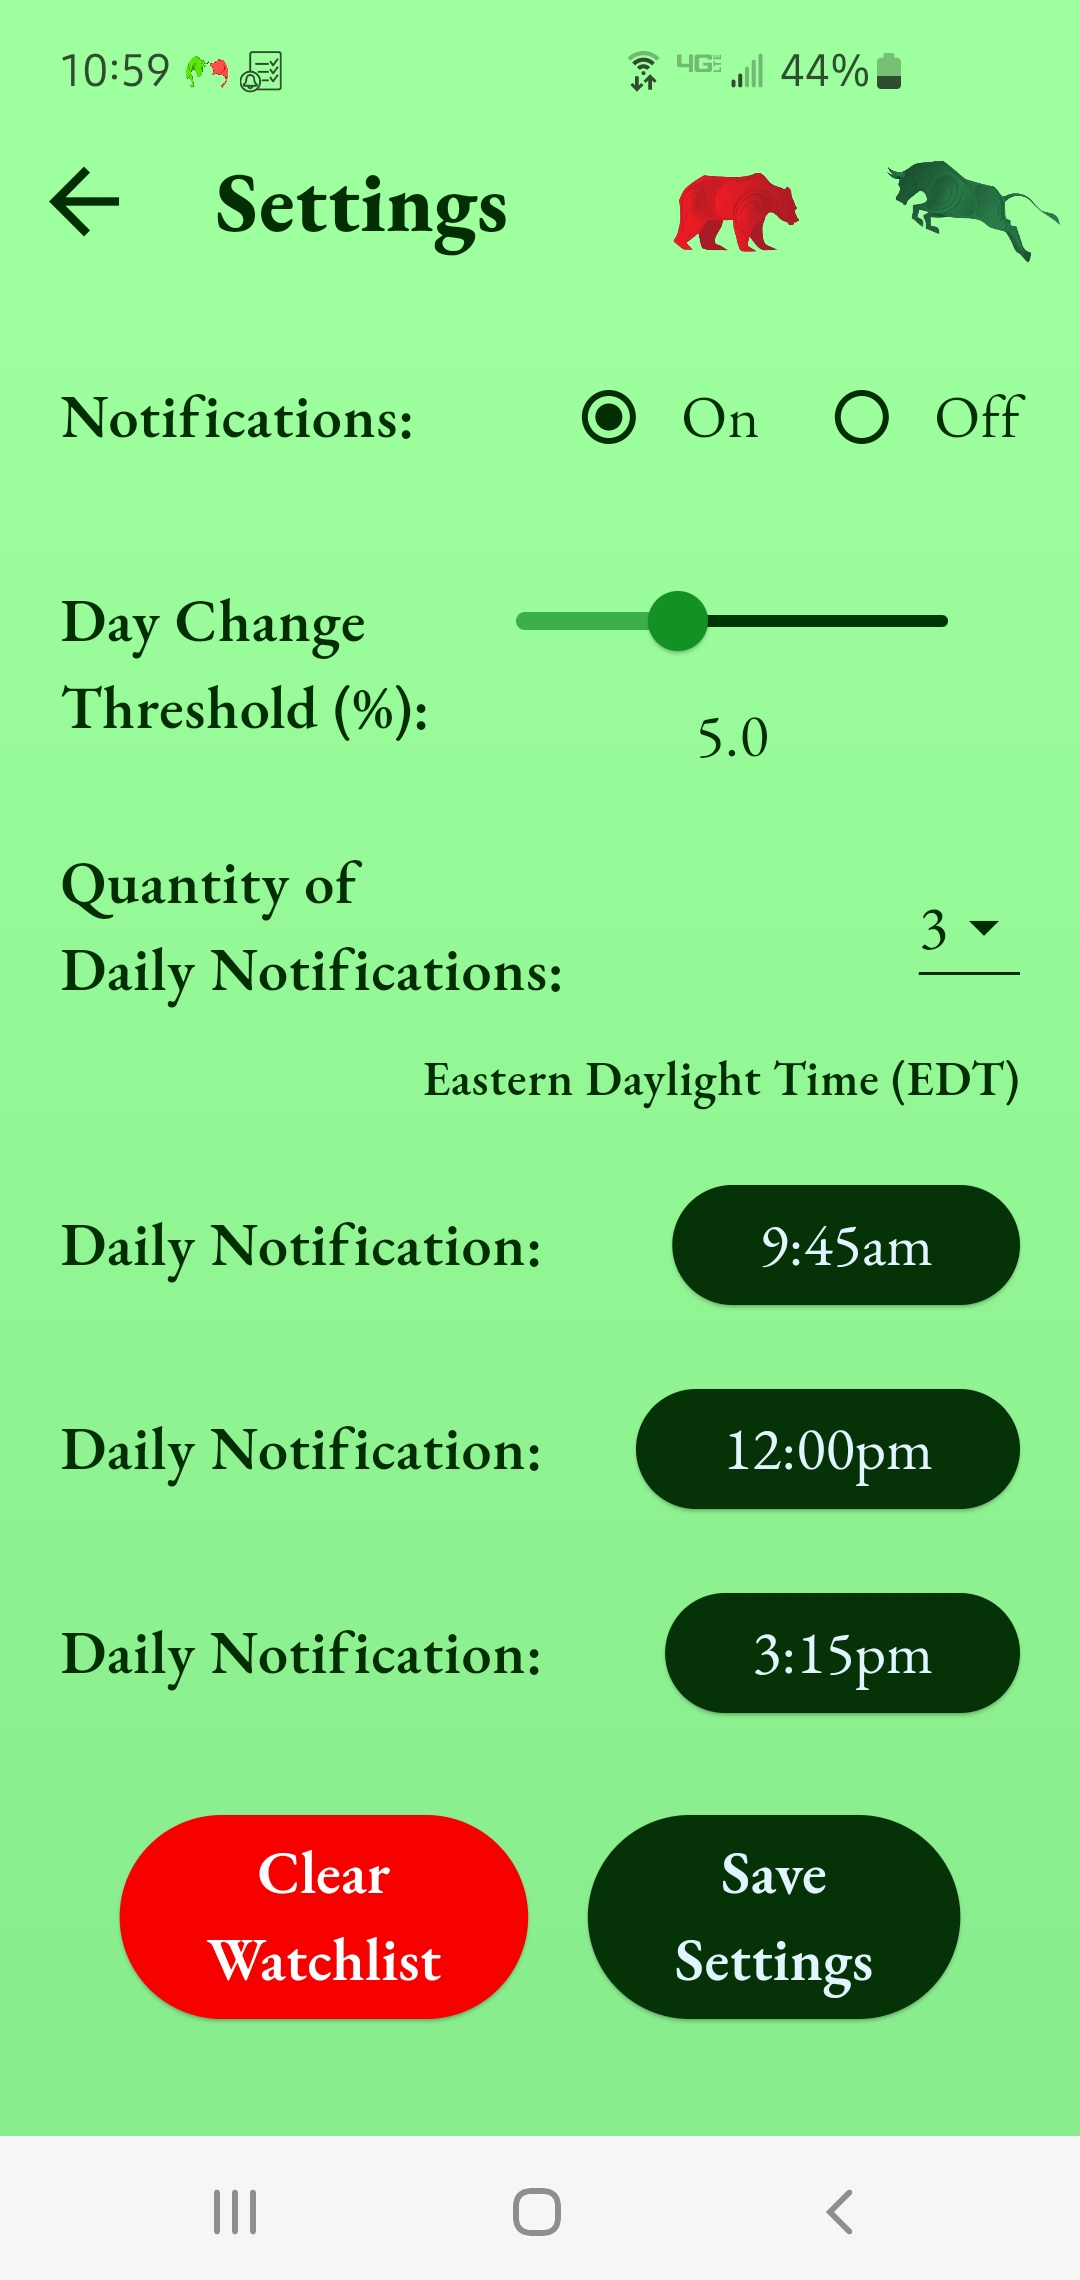 10:59 4G LTE 44%
Settings
Notifications: On Off
Day Change
Threshold (%):
5.0
Quantity of
Daily Notifications:
3
Eastern Daylight Time (EDT)
Daily Notification: 9:45am
Daily Notification: 12:00pm
Daily Notification: 3:15pm
Clear
Watchlist
Save
Settings